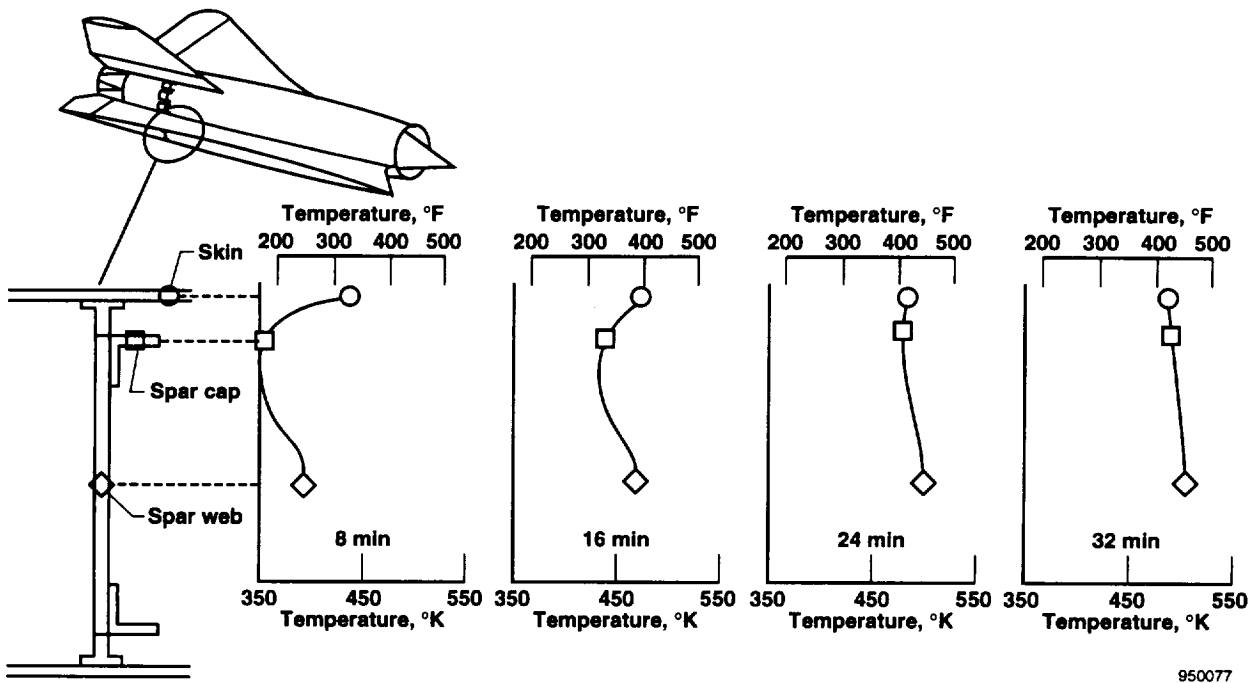 Temperature, °F
200 300 400 500
Temperature, °F
200 300 400 500
Temperature, °F
200 300 400 500
Temperature, °F
200 300 400 500
Skin
Spar cap
Spar web
8 min
16 min
24 min
32 min
350 450 550
Temperature, °K
350 450 550
Temperature, °K
350 450 550
Temperature, °K
350 450 550
Temperature, °K
950077